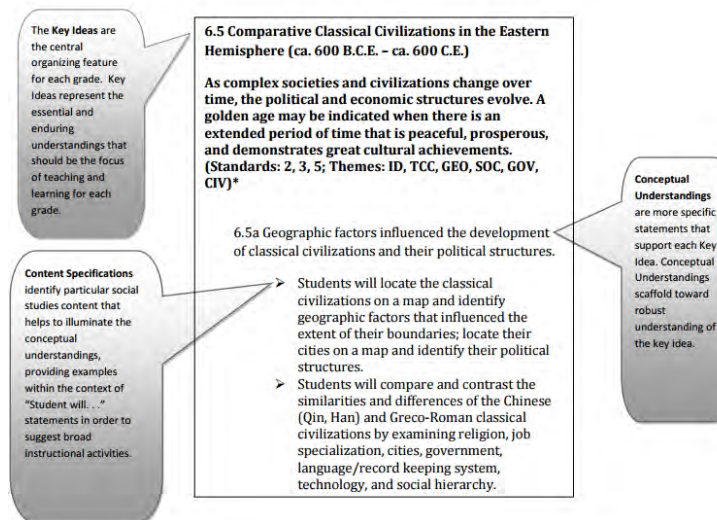 The Key Ideas are
the central
organizing feature
for each grade. Key
Ideas represent the
essential and
enduring
understandings that
should be the focus
of teaching and
learning for each
grade.
6.5 Comparative Classical Civilizations in the Eastern
Hemisphere (ca. 600 B.C.E. – ca. 600 C.E.)
As complex societies and civilizations change over
time, the political and economic structures evolve. A
golden age may be indicated when there is an
extended period of time that is peaceful, prosperous,
and demonstrates great cultural achievements.
(Standards: 2, 3, 5; Themes: ID, TCC, GEO, SOC, GOV,
CIV)*
6.5a Geographic factors influenced the development
of classical civilizations and their political structures.
Conceptual
Understandings
are more specific
statements that
support each Key
Idea. Conceptual
Understandings
scaffold toward
robust
understanding of
the key idea.
Content Specifications
identify particular social
studies content that
helps to illuminate the
conceptual
understandings,
providing examples
within the context of
"Student will. . ."
statements in order to
suggest broad
instructional activities.
➢ Students will locate the classical
civilizations on a map and identify
geographic factors that influenced the
extent of their boundaries; locate their
cities on a map and identify their political
structures.
➢ Students will compare and contrast the
similarities and differences of the Chinese
(Qin, Han) and Greco-Roman classical
civilizations by examining religion, job
specialization, cities, government,
language/record keeping system,
technology, and social hierarchy.